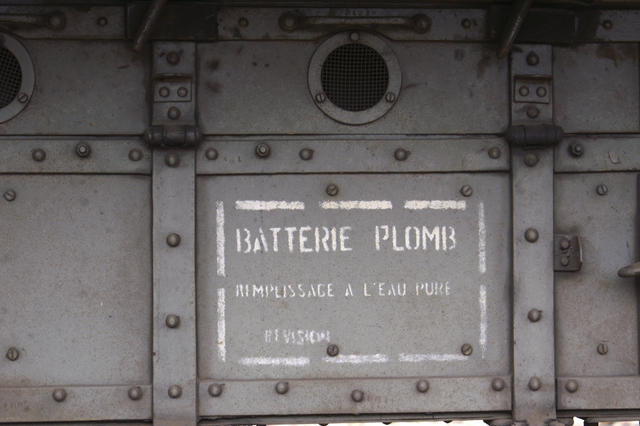 BATTERIE PLOMB
REMPLISSAGE A L'EAU PURE
REVISION